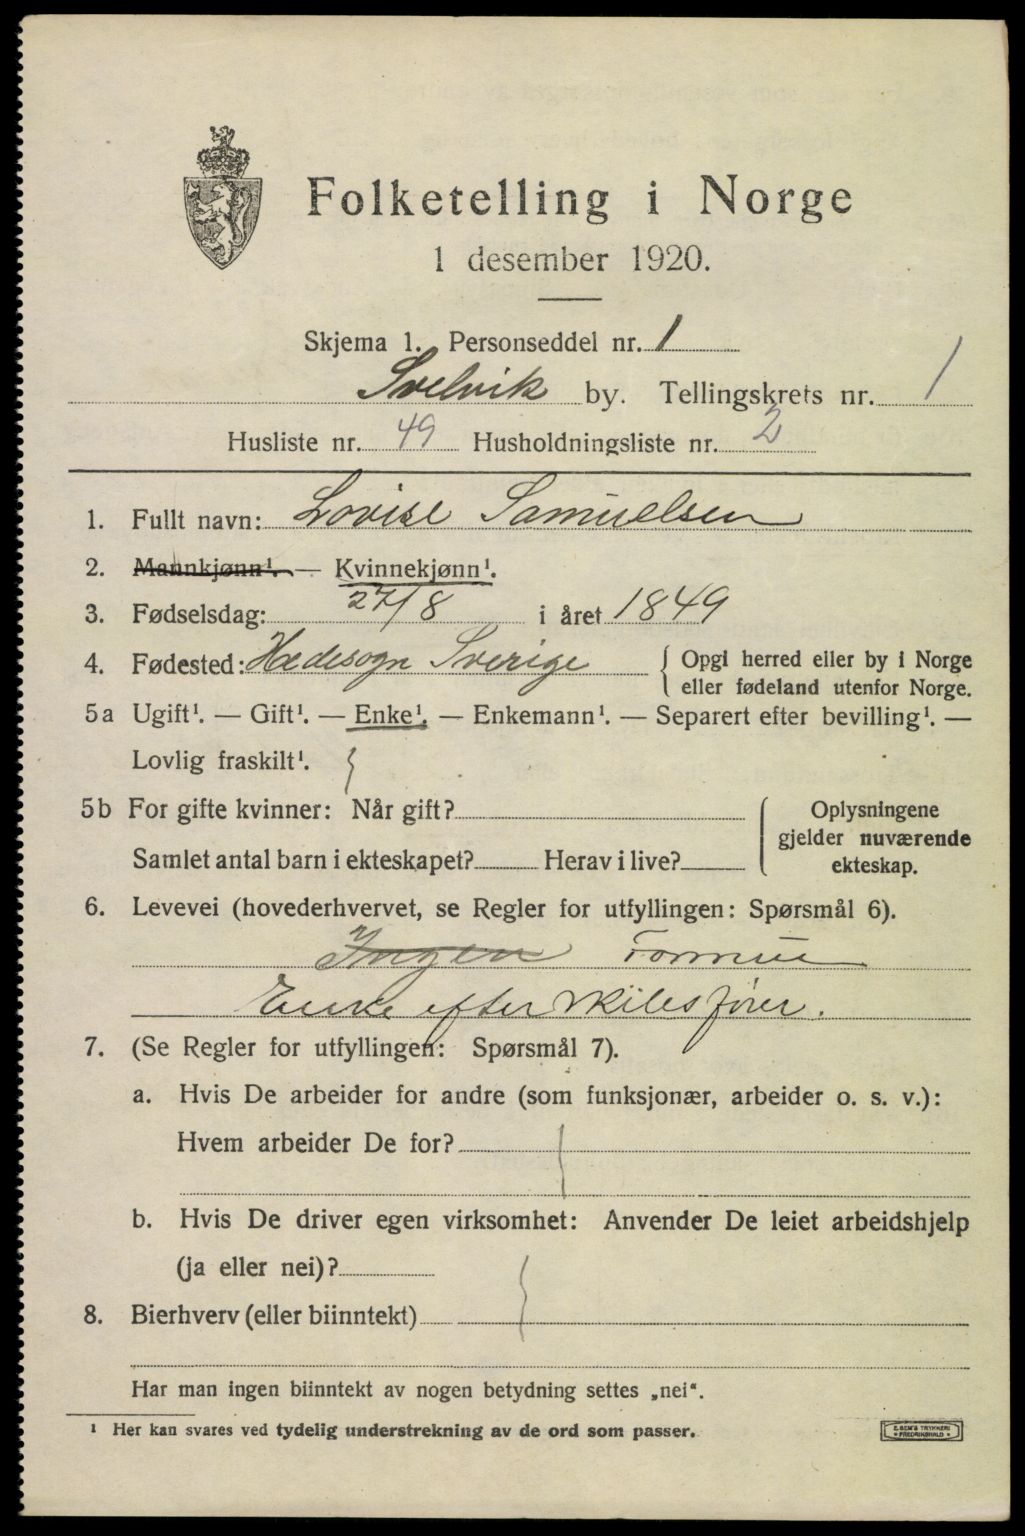 Folketelling i Norge
1 desember 1920.
Skjema 1. Personseddel nr. 1
Svelvik by. Tellingskrets nr. 1
Husliste nr. 49 Husholdningsliste nr. 2
1. Fullt navn: Lovise Samuelsen
2. Mannkjønn¹. — Kvinnekjønn¹.
3. Fødselsdag: 27/8 i året 1849
4. Fødested: Hedesogn Sverige { Opgi herred eller by i Norge
eller fødeland utenfor Norge.
5a Ugift¹. — Gift¹. — Enke¹. — Enkemann¹. — Separert efter bevilling¹. —
Lovlig fraskilt¹.
5b For gifte kvinner: Når gift?
Samlet antal barn i ekteskapet? Herav i live?
Oplysningene
gjelder nuværende
ekteskap.
6. Levevei (hovederhvervet, se Regler for utfyllingen: Spørsmål 6).
Ingen Formue
Enke efter Skibsfører.
7. (Se Regler for utfyllingen: Spørsmål 7).
a. Hvis De arbeider for andre (som funksjonær, arbeider o. s. v.):
Hvem arbeider De for?
b. Hvis De driver egen virksomhet: Anvender De leiet arbeidshjelp
(ja eller nei)?
8. Bierhverv (eller biinntekt)
Har man ingen biinntekt av nogen betydning settes „nei“.
¹ Her kan svares ved tydelig understrekning av de ord som passer.
E. SEM'S TRYKKERI
FREDRIKSHALD